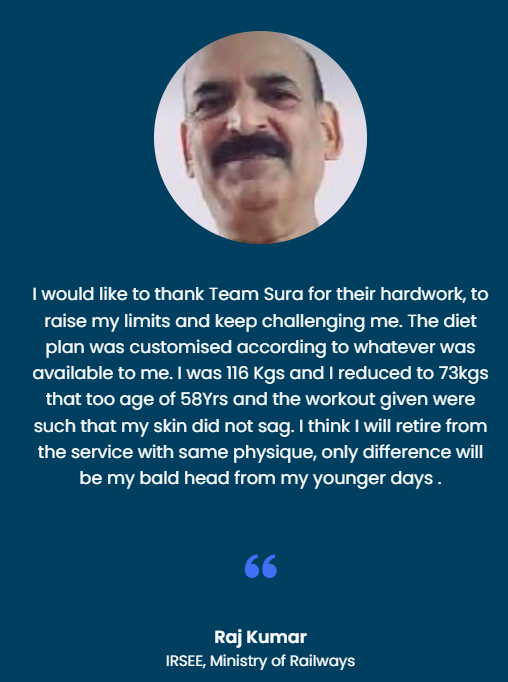 I would like to thank Team Sura for their hardwork, to
raise my limits and keep challenging me. The diet
plan was customised according to whatever was
available to me. I was 116 Kgs and I reduced to 73kgs
that too age of 58Yrs and the workout given were
such that my skin did not sag. I think I will retire from
the service with same physique, only difference will
be my bald head from my younger days .
“
Raj Kumar
IRSEE, Ministry of Railways